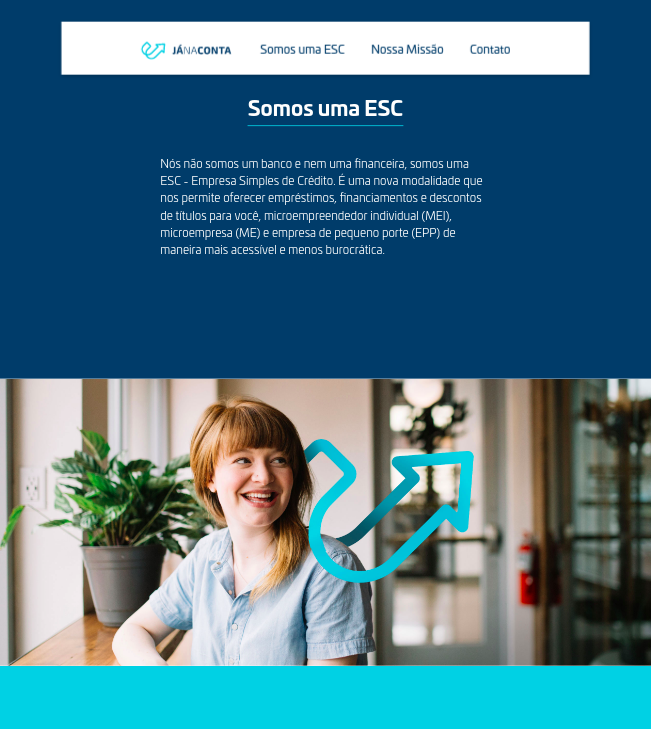 JÁNACONTA Somos uma ESC Nossa Missão Contato
Somos uma ESC
Nós não somos um banco e nem uma financeira, somos uma
ESC - Empresa Simples de Crédito. É uma nova modalidade que
nos permite oferecer empréstimos, financiamentos e descontos
de títulos para você, microempreendedor individual (MEI),
microempresa (ME) e empresa de pequeno porte (EPP) de
maneira mais acessível e menos burocrática.